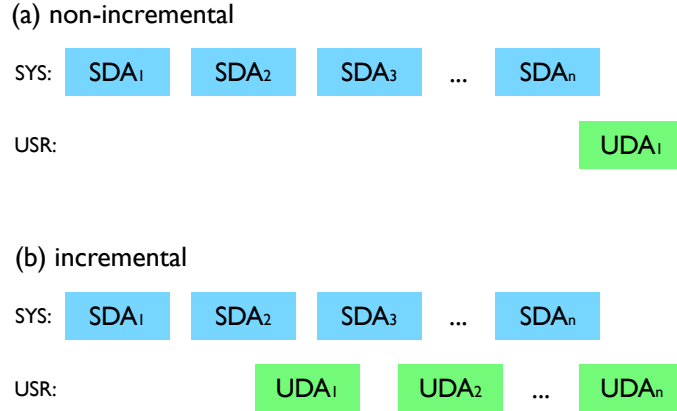 (a) non-incremental
SYS: SDA₁ SDA₂ SDA₃ ... SDAₙ
USR: UDA₁
(b) incremental
SYS: SDA₁ SDA₂ SDA₃ ... SDAₙ
USR: UDA₁ UDA₂ ... UDAₙ